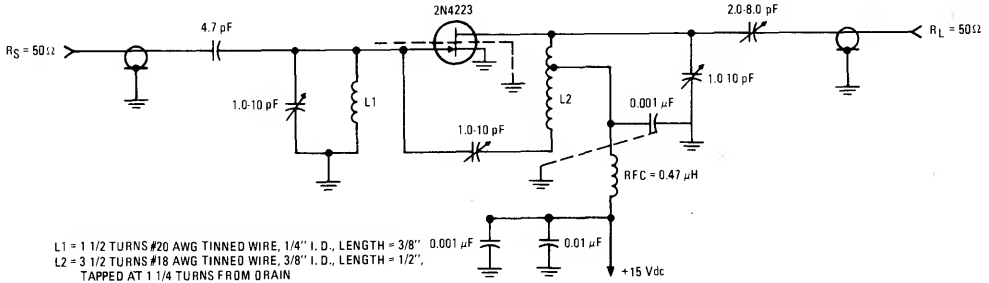 2N4223
2.0-8.0 pF
4.7 pF
RS = 50Ω
RL = 50Ω
1.0-10 pF
L1
L2
1.0-10 pF
0.001 µF
1.0-10 pF
RFC = 0.47 µH
L1 = 1 1/2 TURNS #20 AWG TINNED WIRE, 1/4" I.D., LENGTH = 3/8"
L2 = 3 1/2 TURNS #18 AWG TINNED WIRE, 3/8" I.D., LENGTH = 1/2",
TAPPED AT 1 1/4 TURNS FROM DRAIN
0.001 µF
0.01 µF
+15 Vdc